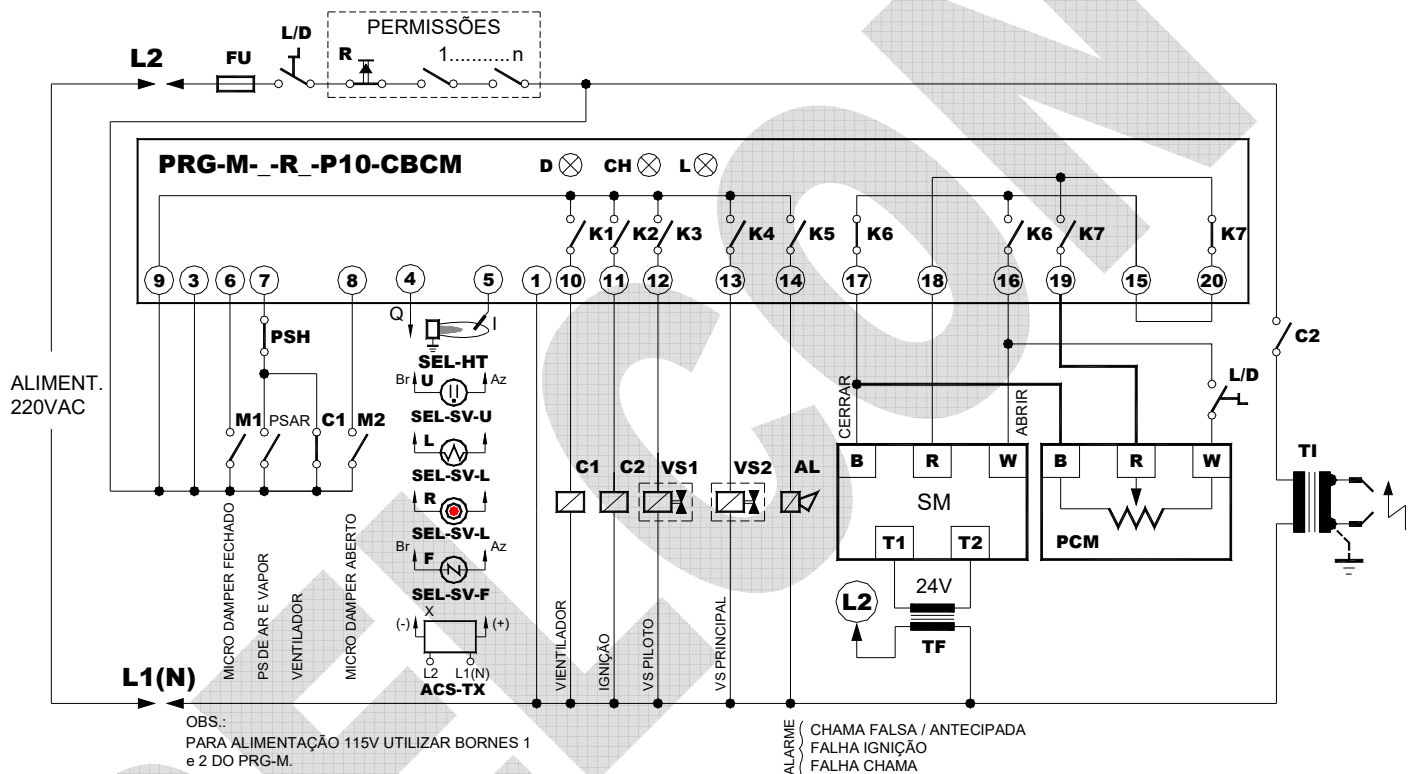 PERMISSÕES
L/D
L2
FU
R
1...........n
PRG-M-_-R_-P10-CBCM
D
CH
L
K1
K2
K3
K4
K5
K6
K6
K7
K7
9
3
6
7
8
4
5
1
10
11
12
13
14
17
18
16
19
15
20
Q
I
PSH
SEL-HT
C2
ALIMENT.
220VAC
Br
U
Az
SEL-SV-U
M1
PSAR
C1
M2
L
SEL-SV-L
R
SEL-SV-L
Br
F
Az
SEL-SV-F
X
(-)
(+)
L2
L1(N)
ACS-TX
MICRO DAMPER FECHADO
PS DE AR E VAPOR
VENTILADOR
MICRO DAMPER ABERTO
C1
C2
VS1
VS2
AL
VIENTILADOR
IGNIÇÃO
VS PILOTO
VS PRINCIPAL
CERRAR
ABRIR
L/D
B
R
W
SM
T1
T2
B
R
W
PCM
TI
24V
L2
TF
L1(N)
OBS.:
PARA ALIMENTAÇÃO 115V UTILIZAR BORNES 1
e 2 DO PRG-M.
ALARME
CHAMA FALSA / ANTECIPADA
FALHA IGNIÇÃO
FALHA CHAMA
ELCON